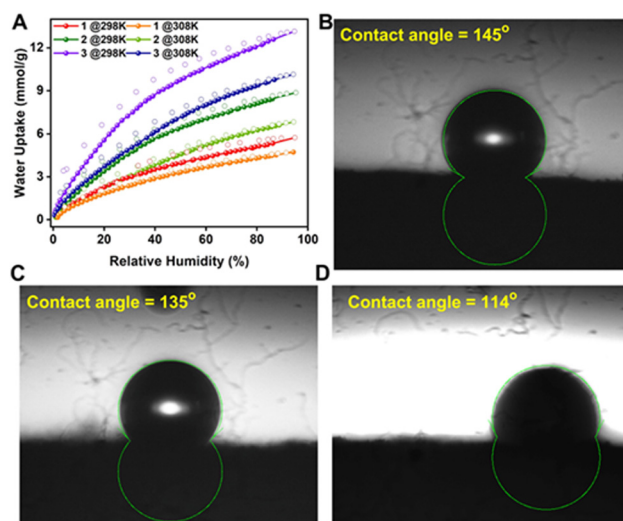 A
1 @298K 1 @308K
2 @298K 2 @308K
3 @298K 3 @308K
Water Uptake (mmol/g)
12
9
6
3
0
0 20 40 60 80 100
Relative Humidity (%)
B
Contact angle = 145°
C
Contact angle = 135°
D
Contact angle = 114°